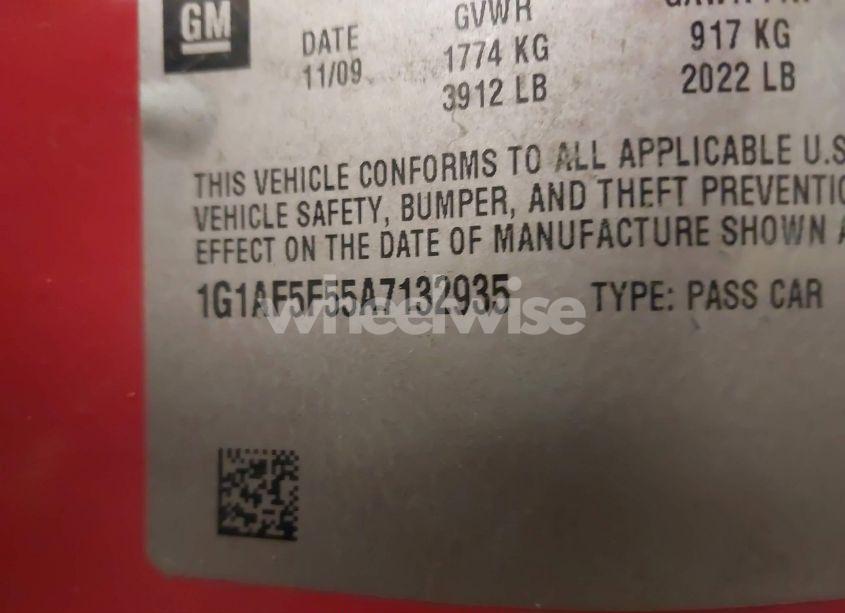 GM
DATE
11/09
GVWR
1774 KG
3912 LB
917 KG
2022 LB
THIS VEHICLE CONFORMS TO ALL APPLICABLE U.S
VEHICLE SAFETY, BUMPER, AND THEFT PREVENTIO
EFFECT ON THE DATE OF MANUFACTURE SHOWN A
1G1AF5F55A7132935 TYPE: PASS CAR
wheelwise